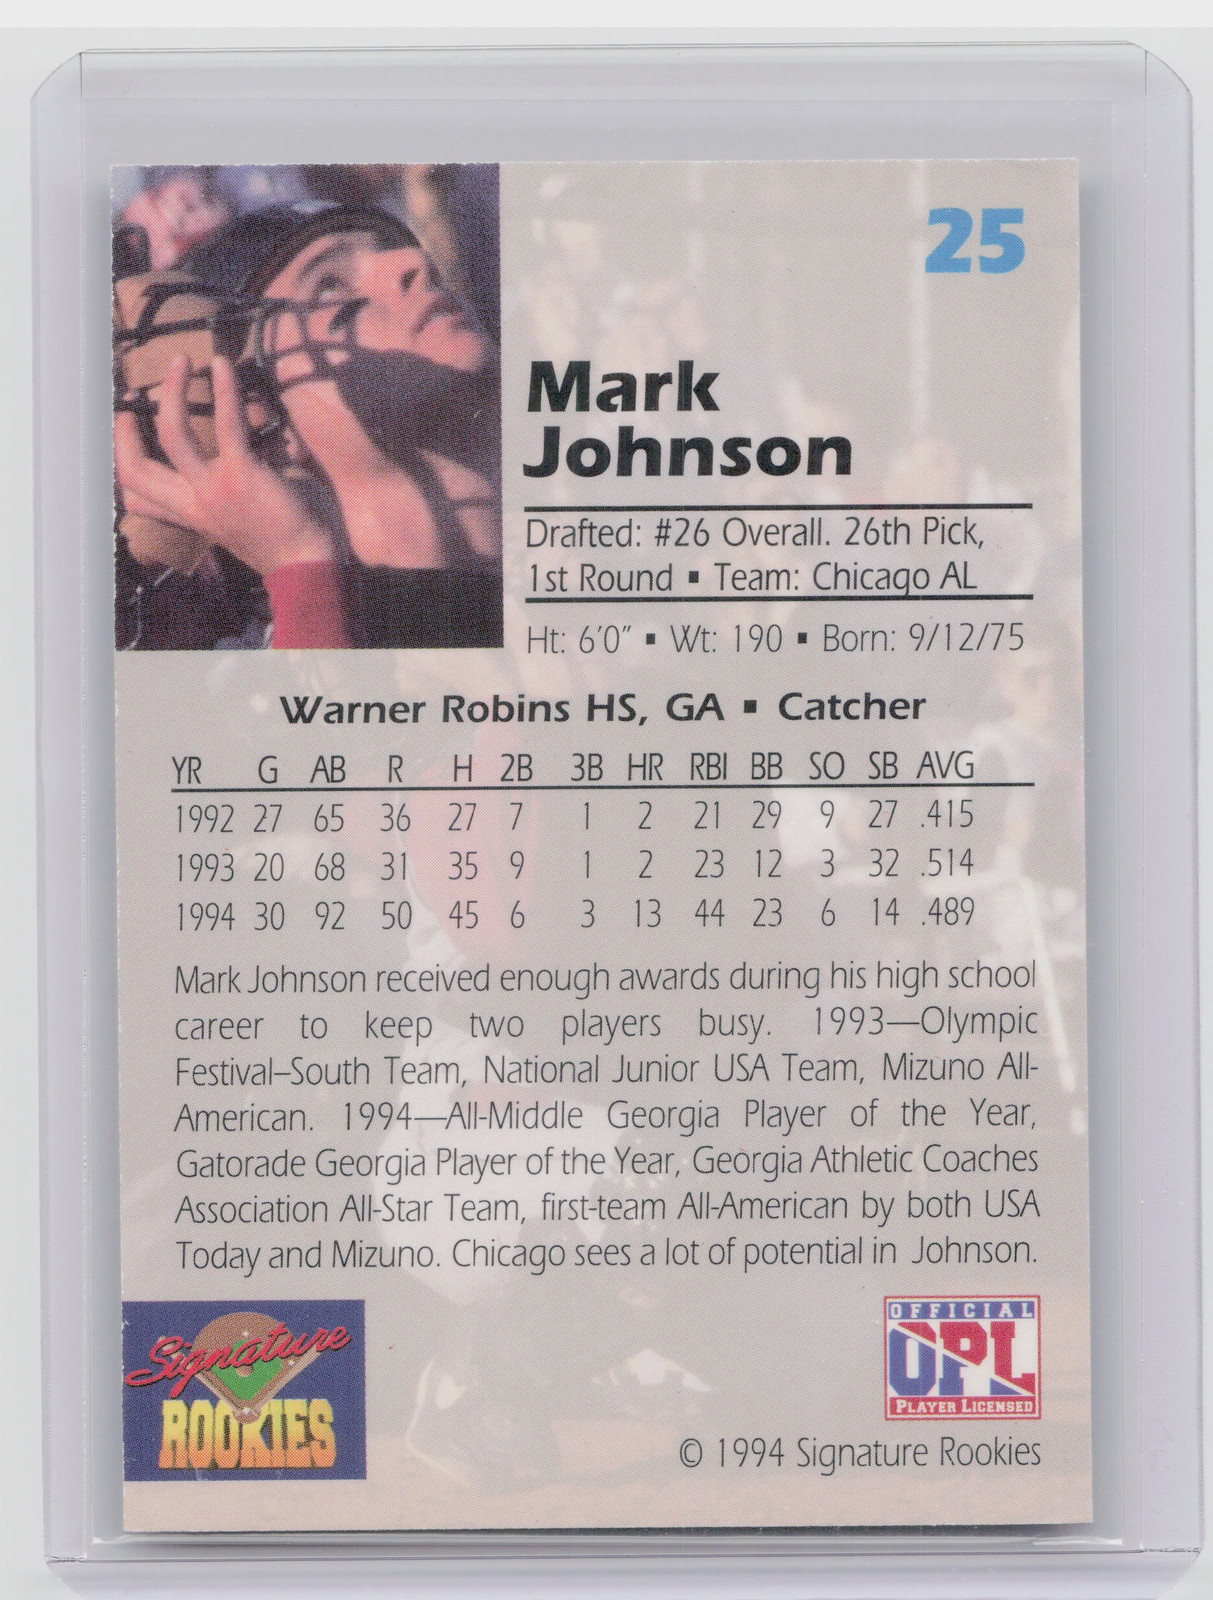 25
Mark
Johnson
Drafted: #26 Overall. 26th Pick,
1st Round ▪ Team: Chicago AL
Ht: 6'0" ▪ Wt: 190 ▪ Born: 9/12/75
Warner Robins HS, GA ▪ Catcher
YR G AB R H 2B 3B HR RBI BB SO SB AVG
1992 27 65 36 27 7 1 2 21 29 9 27 .415
1993 20 68 31 35 9 1 2 23 12 3 32 .514
1994 30 92 50 45 6 3 13 44 23 6 14 .489
Mark Johnson received enough awards during his high school
career to keep two players busy. 1993—Olympic
Festival–South Team, National Junior USA Team, Mizuno All-
American. 1994—All-Middle Georgia Player of the Year,
Gatorade Georgia Player of the Year, Georgia Athletic Coaches
Association All-Star Team, first-team All-American by both USA
Today and Mizuno. Chicago sees a lot of potential in Johnson.
Signature
ROOKIES
OFFICIAL
OPL
PLAYER LICENSED
© 1994 Signature Rookies